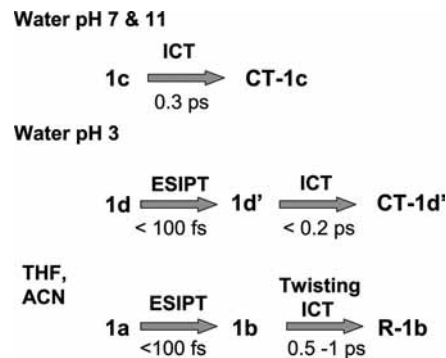 Water pH 7 & 11
ICT
1c CT-1c
0.3 ps
Water pH 3
ESIPT ICT
1d 1d' CT-1d'
< 100 fs < 0.2 ps
THF,
ACN
Twisting
ESIPT ICT
1a 1b R-1b
<100 fs 0.5 -1 ps